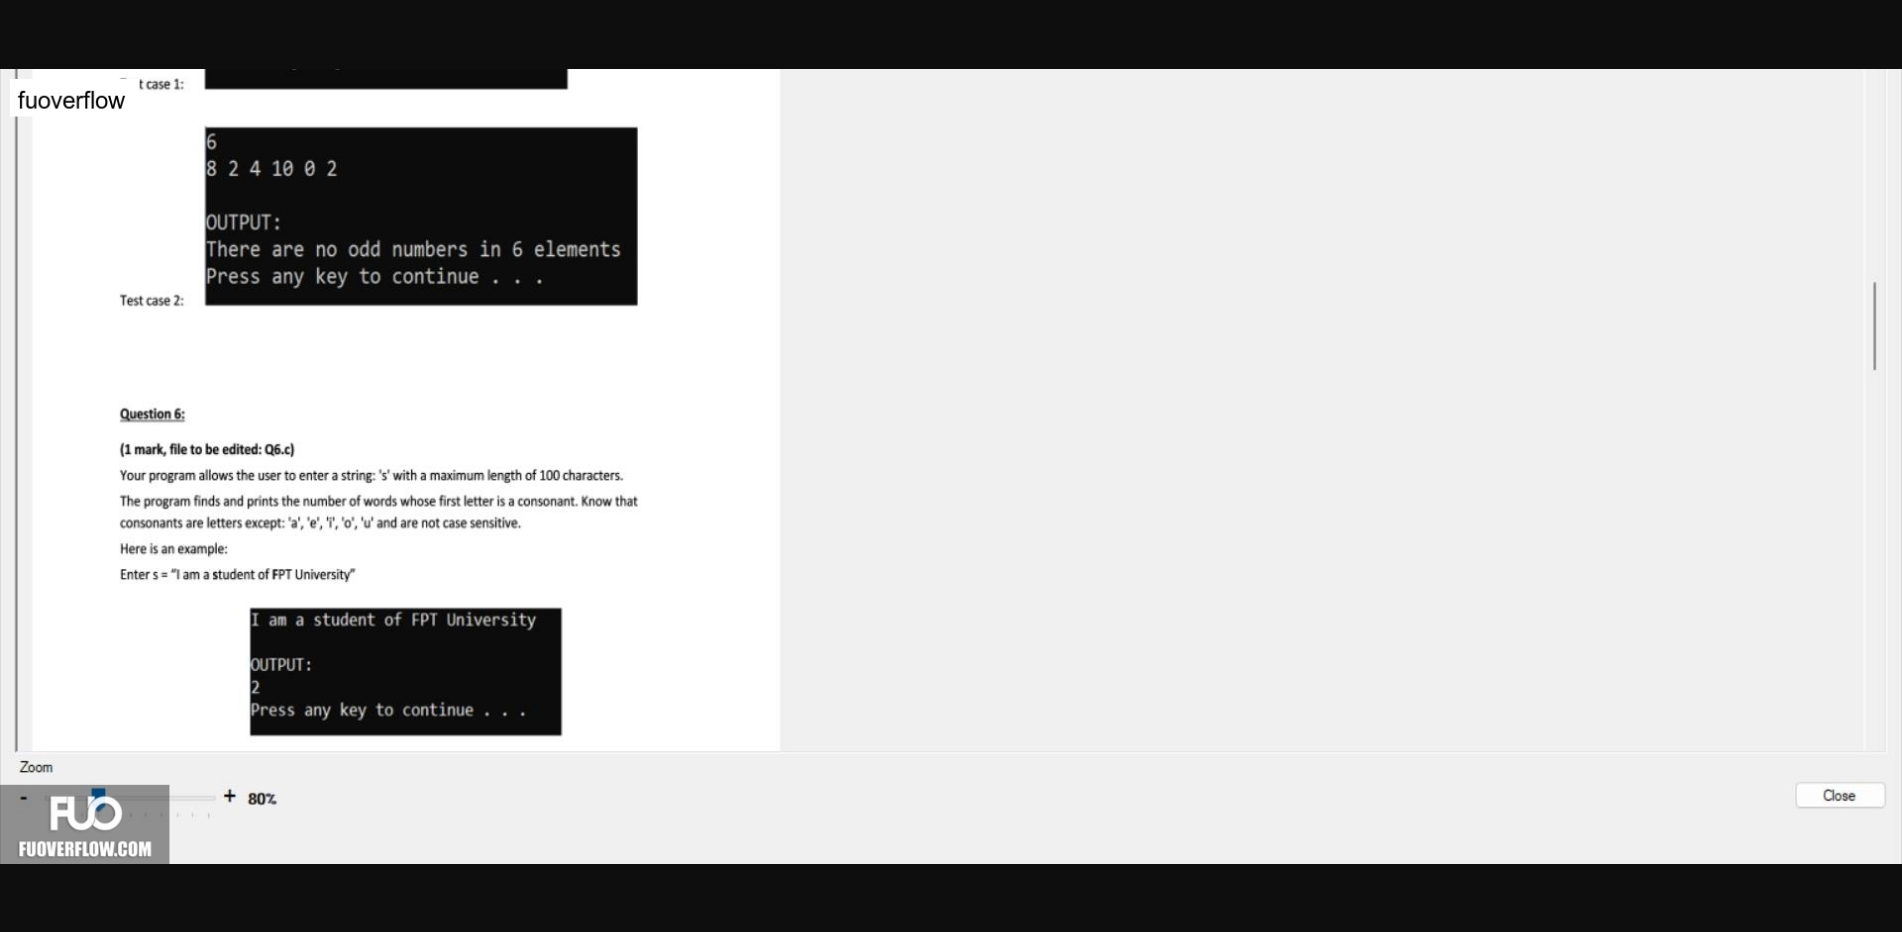 t case 1:
fuoverflow
6
8 2 4 10 0 2
OUTPUT:
There are no odd numbers in 6 elements
Press any key to continue . . .
Test case 2:
Question 6:
(1 mark, file to be edited: Q6.c)
Your program allows the user to enter a string: 's' with a maximum length of 100 characters.
The program finds and prints the number of words whose first letter is a consonant. Know that
consonants are letters except: 'a', 'e', 'i', 'o', 'u' and are not case sensitive.
Here is an example:
Enter s = "I am a student of FPT University"
I am a student of FPT University
OUTPUT:
2
Press any key to continue . . .
Zoom
- + 80%
Close
FUO
FUOVERFLOW.COM